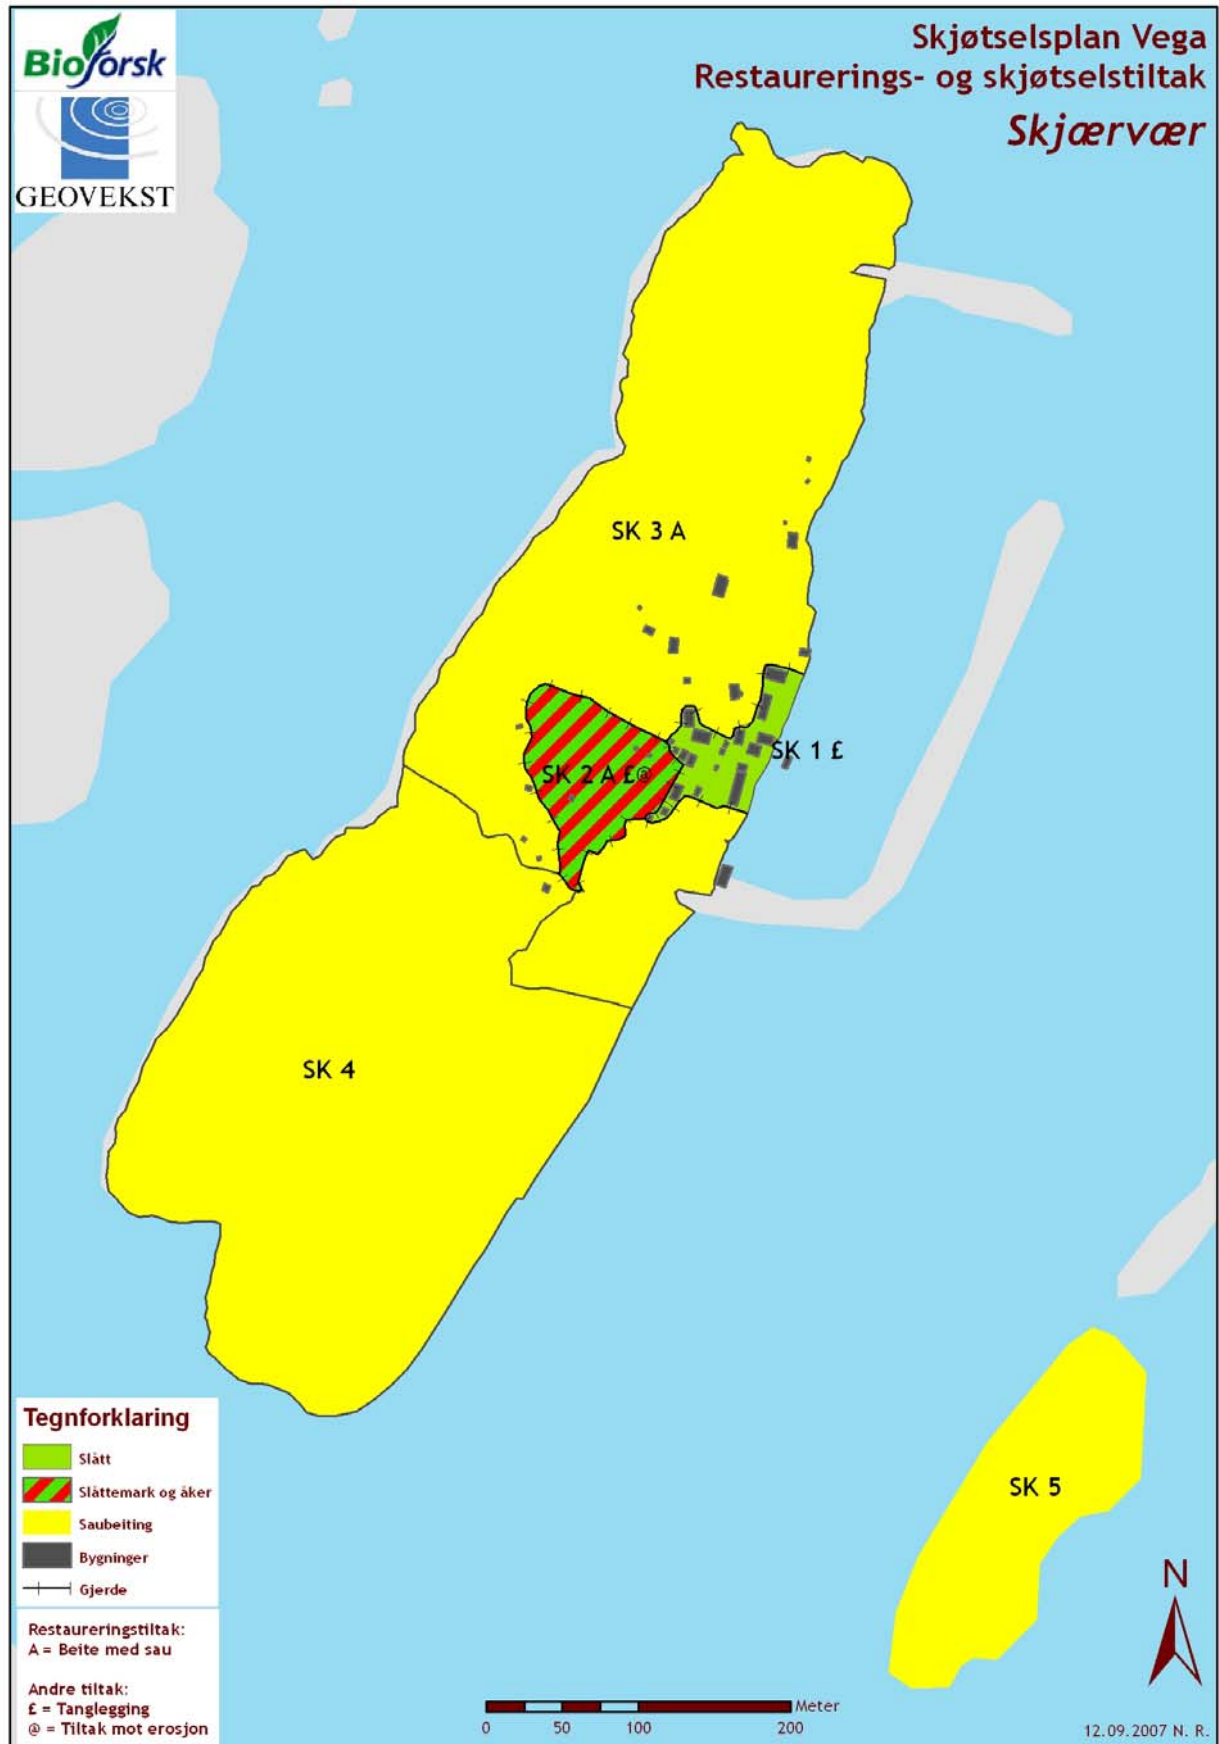 Bioforsk
GEOVEKST
Skjøtselsplan Vega
Restaurerings- og skjøtselstiltak
Skjærvær
SK 3 A
SK 1 £
SK 2 A £@
SK 4
SK 5
Tegnforklaring
Slått
Slåttemark og åker
Saubeiting
Bygninger
Gjerde
Restaureringstiltak:
A = Beite med sau
Andre tiltak:
£ = Tanglegging
@ = Tiltak mot erosjon
Meter
0 50 100 200
N
12.09.2007 N. R.